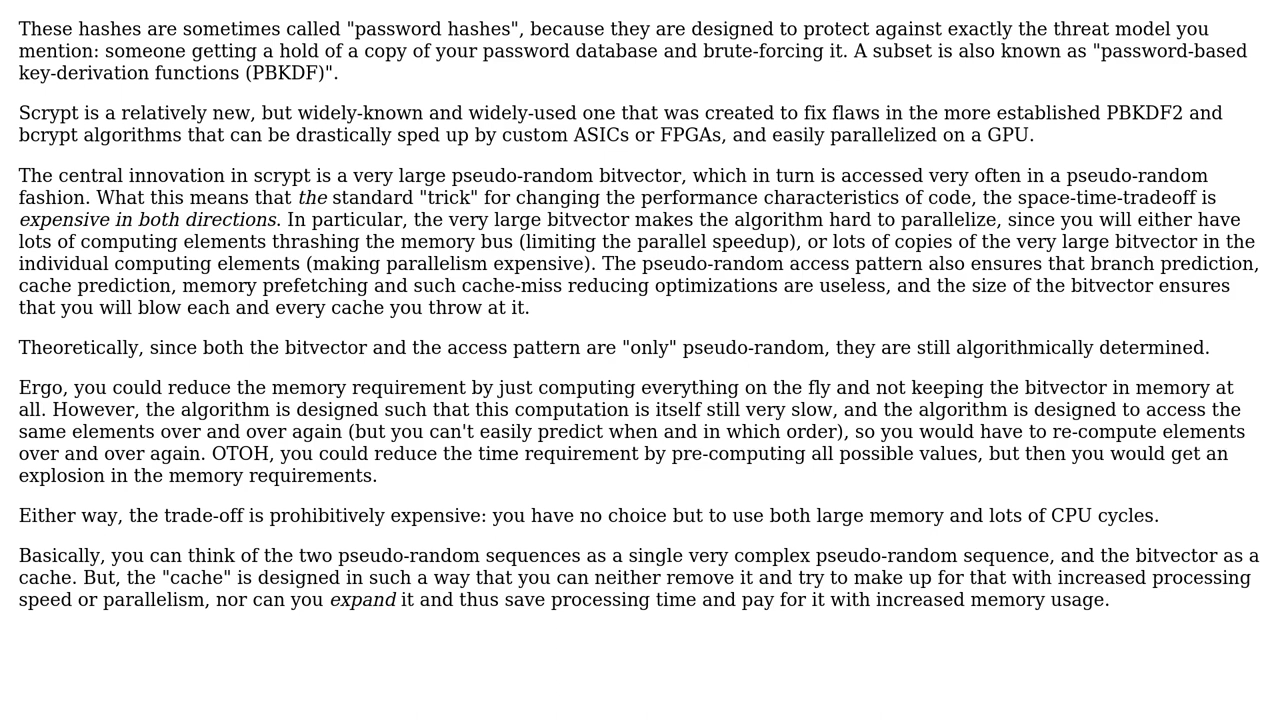 These hashes are sometimes called "password hashes", because they are designed to protect against exactly the threat model you
mention: someone getting a hold of a copy of your password database and brute-forcing it. A subset is also known as "password-based
key-derivation functions (PBKDF)".
Scrypt is a relatively new, but widely-known and widely-used one that was created to fix flaws in the more established PBKDF2 and
bcrypt algorithms that can be drastically sped up by custom ASICs or FPGAs, and easily parallelized on a GPU.
The central innovation in scrypt is a very large pseudo-random bitvector, which in turn is accessed very often in a pseudo-random
fashion. What this means that the standard "trick" for changing the performance characteristics of code, the space-time-tradeoff is
expensive in both directions. In particular, the very large bitvector makes the algorithm hard to parallelize, since you will either have
lots of computing elements thrashing the memory bus (limiting the parallel speedup), or lots of copies of the very large bitvector in the
individual computing elements (making parallelism expensive). The pseudo-random access pattern also ensures that branch prediction,
cache prediction, memory prefetching and such cache-miss reducing optimizations are useless, and the size of the bitvector ensures
that you will blow each and every cache you throw at it.
Theoretically, since both the bitvector and the access pattern are "only" pseudo-random, they are still algorithmically determined.
Ergo, you could reduce the memory requirement by just computing everything on the fly and not keeping the bitvector in memory at
all. However, the algorithm is designed such that this computation is itself still very slow, and the algorithm is designed to access the
same elements over and over again (but you can't easily predict when and in which order), so you would have to re-compute elements
over and over again. OTOH, you could reduce the time requirement by pre-computing all possible values, but then you would get an
explosion in the memory requirements.
Either way, the trade-off is prohibitively expensive: you have no choice but to use both large memory and lots of CPU cycles.
Basically, you can think of the two pseudo-random sequences as a single very complex pseudo-random sequence, and the bitvector as a
cache. But, the "cache" is designed in such a way that you can neither remove it and try to make up for that with increased processing
speed or parallelism, nor can you expand it and thus save processing time and pay for it with increased memory usage.